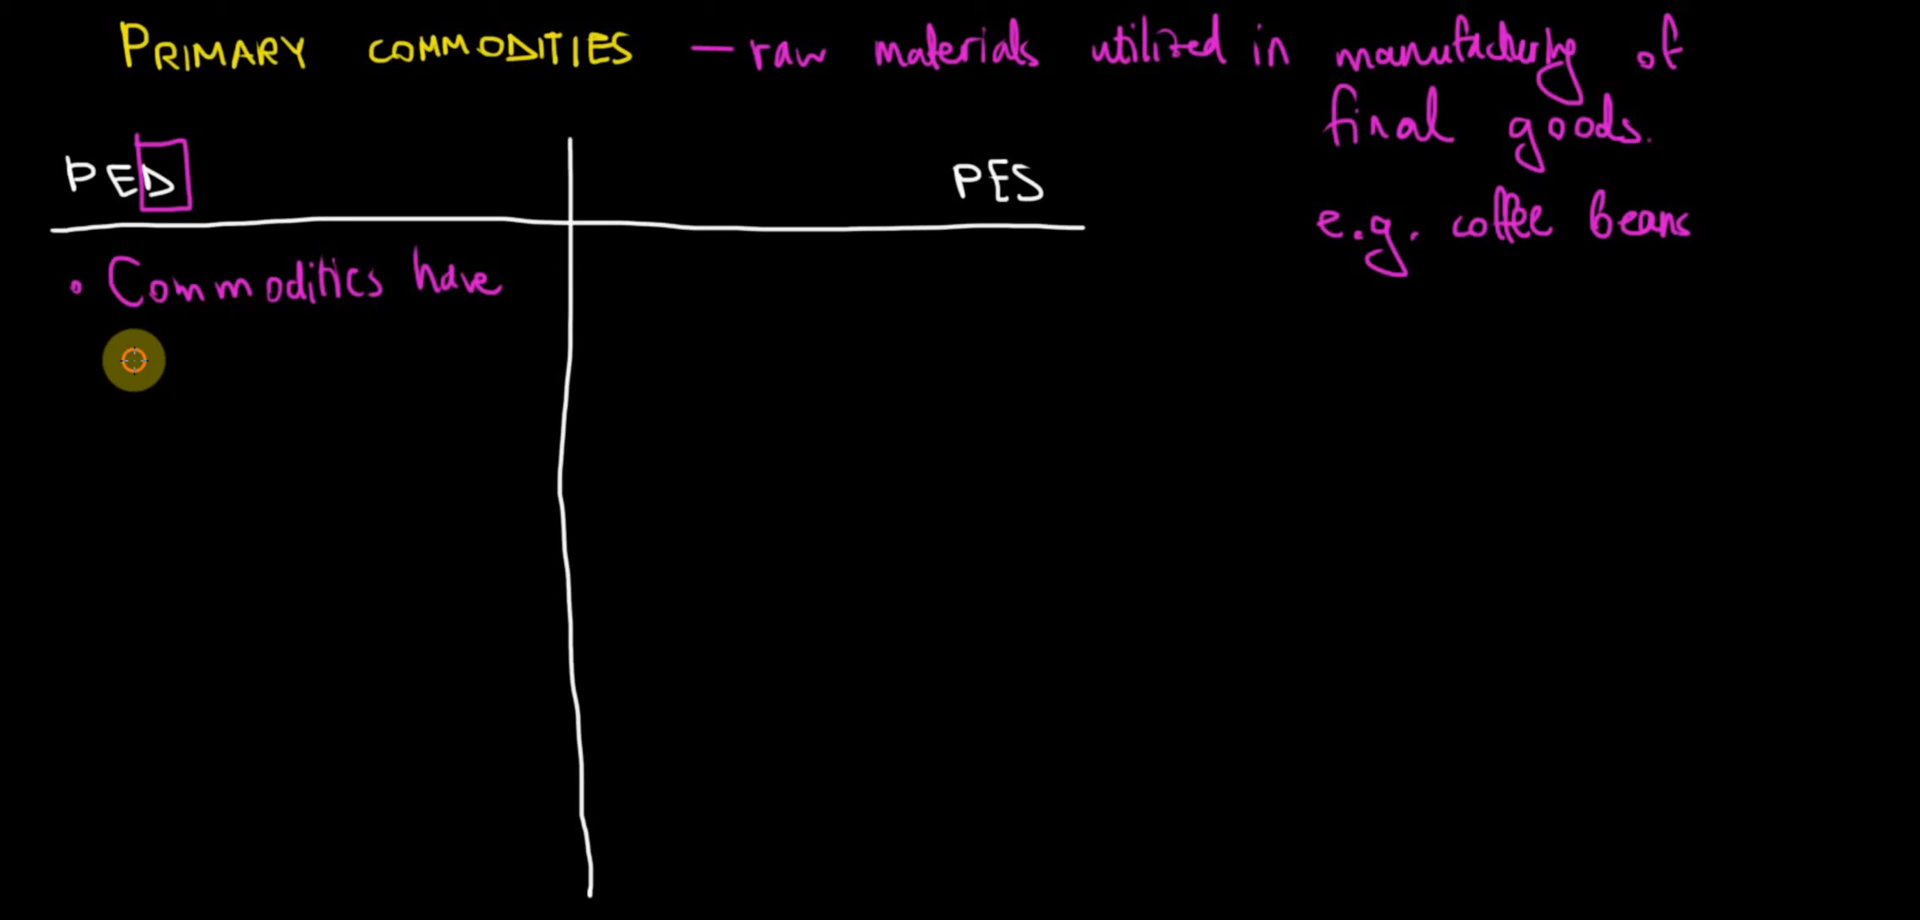 PRIMARY COMMODITIES — raw materials utilized in manufacturing of
final goods.
e.g. coffee beans
PED PES
• Commodities have